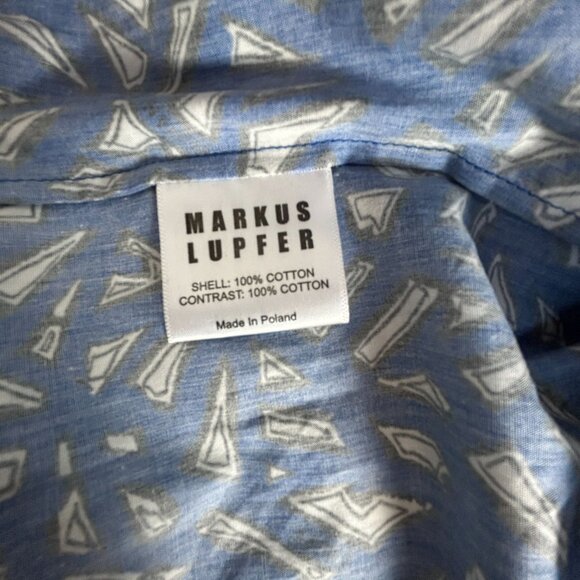 MARKUS
LUPFER
SHELL: 100% COTTON
CONTRAST: 100% COTTON
Made In Poland